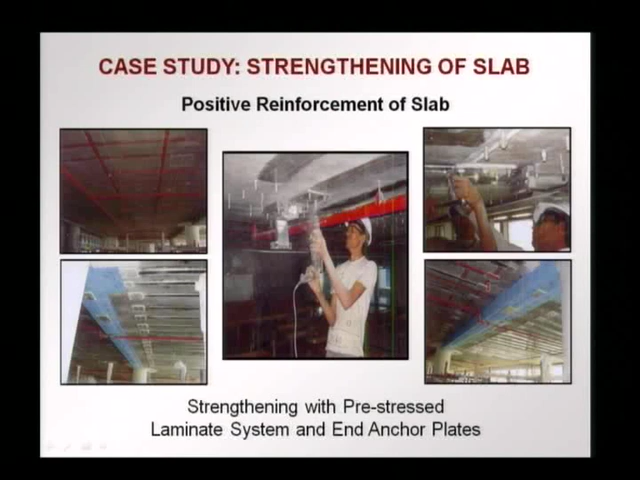 CASE STUDY: STRENGTHENING OF SLAB
Positive Reinforcement of Slab
Strengthening with Pre-stressed
Laminate System and End Anchor Plates